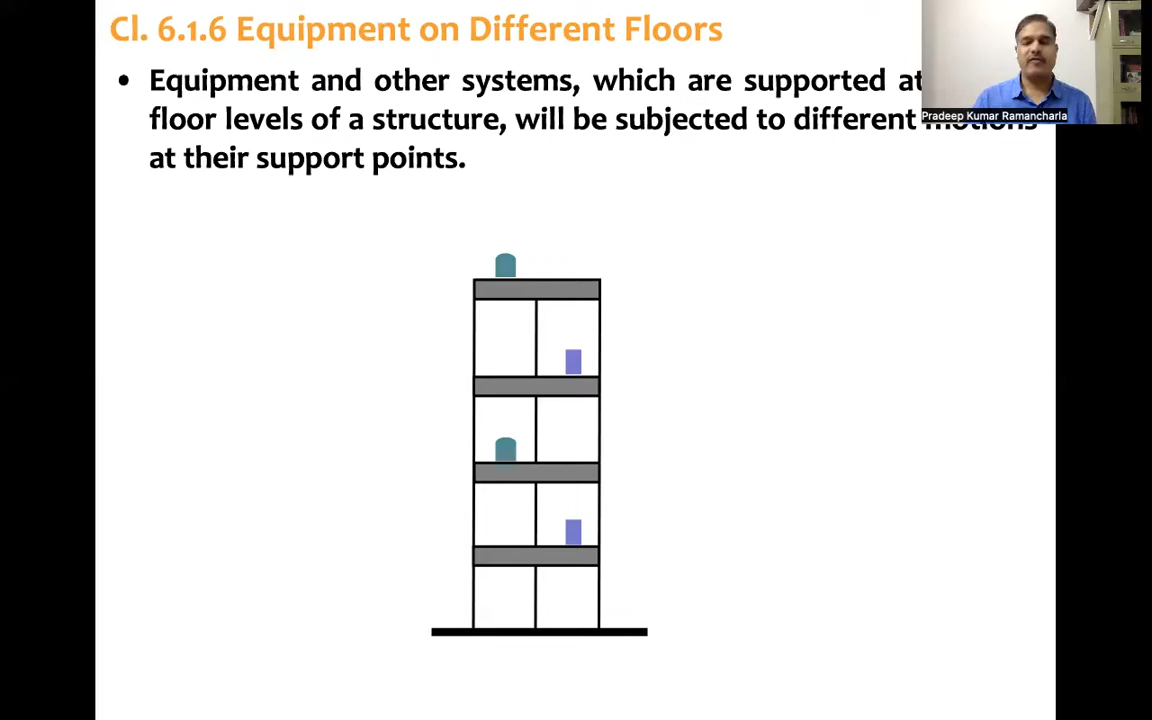 Cl. 6.1.6 Equipment on Different Floors
• Equipment and other systems, which are supported at
floor levels of a structure, will be subjected to different motions
at their support points.
Pradeep Kumar Ramancharla